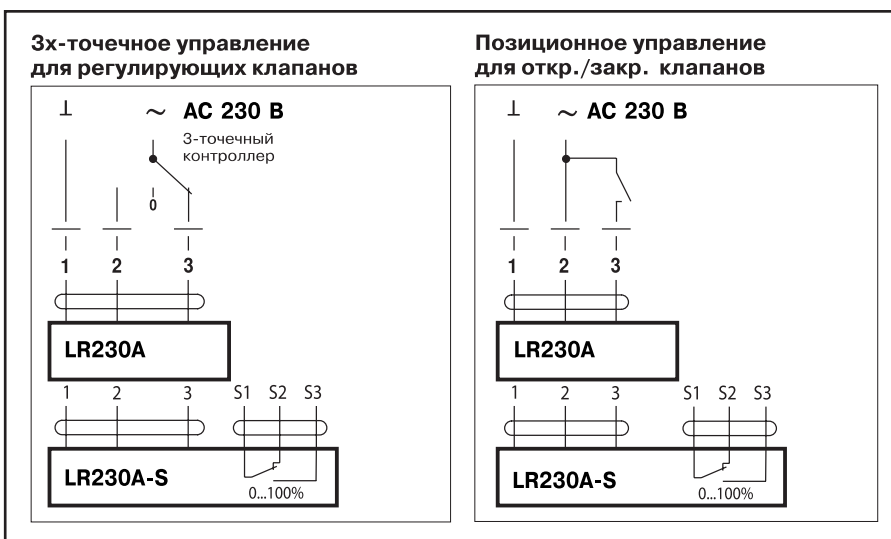 3х-точечное управление
для регулирующих клапанов
⊥ ~ AC 230 В
3-точечный
контроллер
0
1 2 3
LR230A
1 2 3 S1 S2 S3
LR230A-S
0...100%
Позиционное управление
для откр./закр. клапанов
⊥ ~ AC 230 В
1 2 3
LR230A
1 2 3 S1 S2 S3
LR230A-S
0...100%